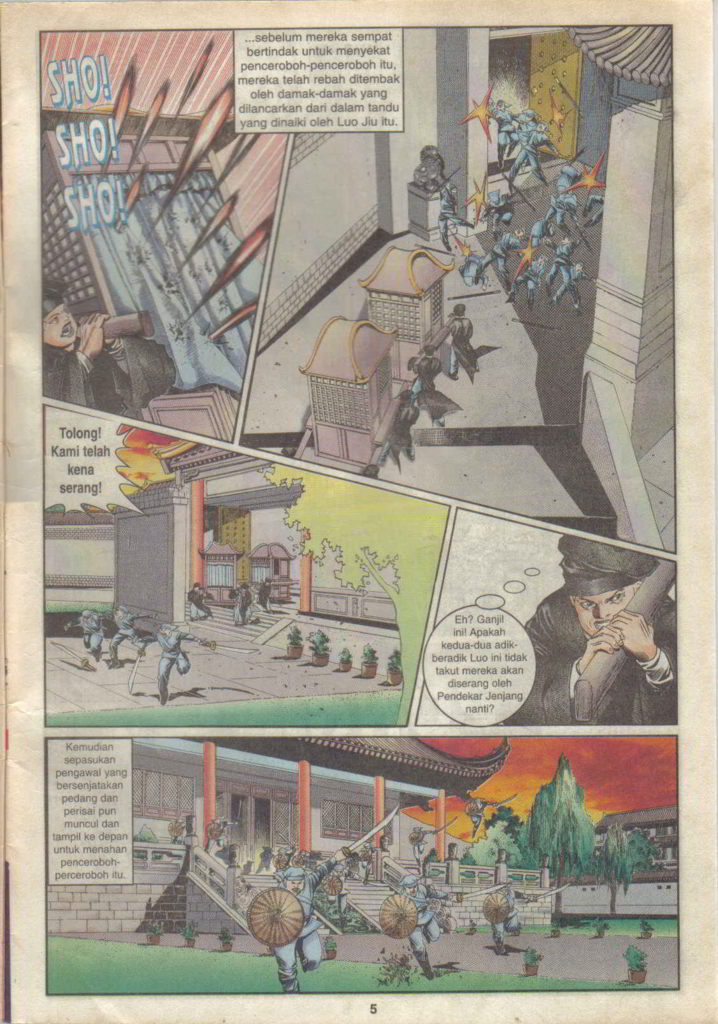 SHO!
SHO!
SHO!
...sebelum mereka sempat
bertindak untuk menyekat
penceroboh-penceroboh itu,
mereka telah rebah ditembak
oleh damak-damak yang
dilancarkan dari dalam tandu
yang dinaiki oleh Luo Jiu itu.
Tolong!
Kami telah
kena
serang!
Eh? Ganjil
ini! Apakah
kedua-dua adik-
beradik Luo ini tidak
takut mereka akan
diserang oleh
Pendekar Jenjang
nanti?
Kemudian
sepasukan
pengawal yang
bersenjatakan
pedang dan
perisai pun
muncul dan
tampil ke depan
untuk menahan
penceroboh-
perceroboh itu.
5